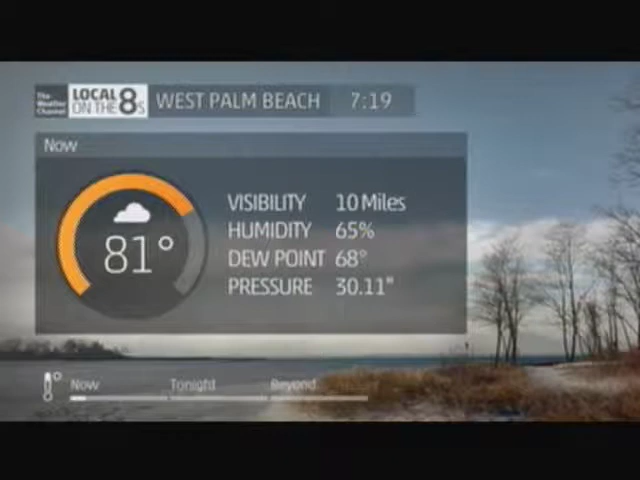 The
Weather
Channel
LOCAL
ON THE 8s
WEST PALM BEACH 7:19
Now
81°
VISIBILITY 10 Miles
HUMIDITY 65%
DEW POINT 68°
PRESSURE 30.11"
Now Tonight Beyond